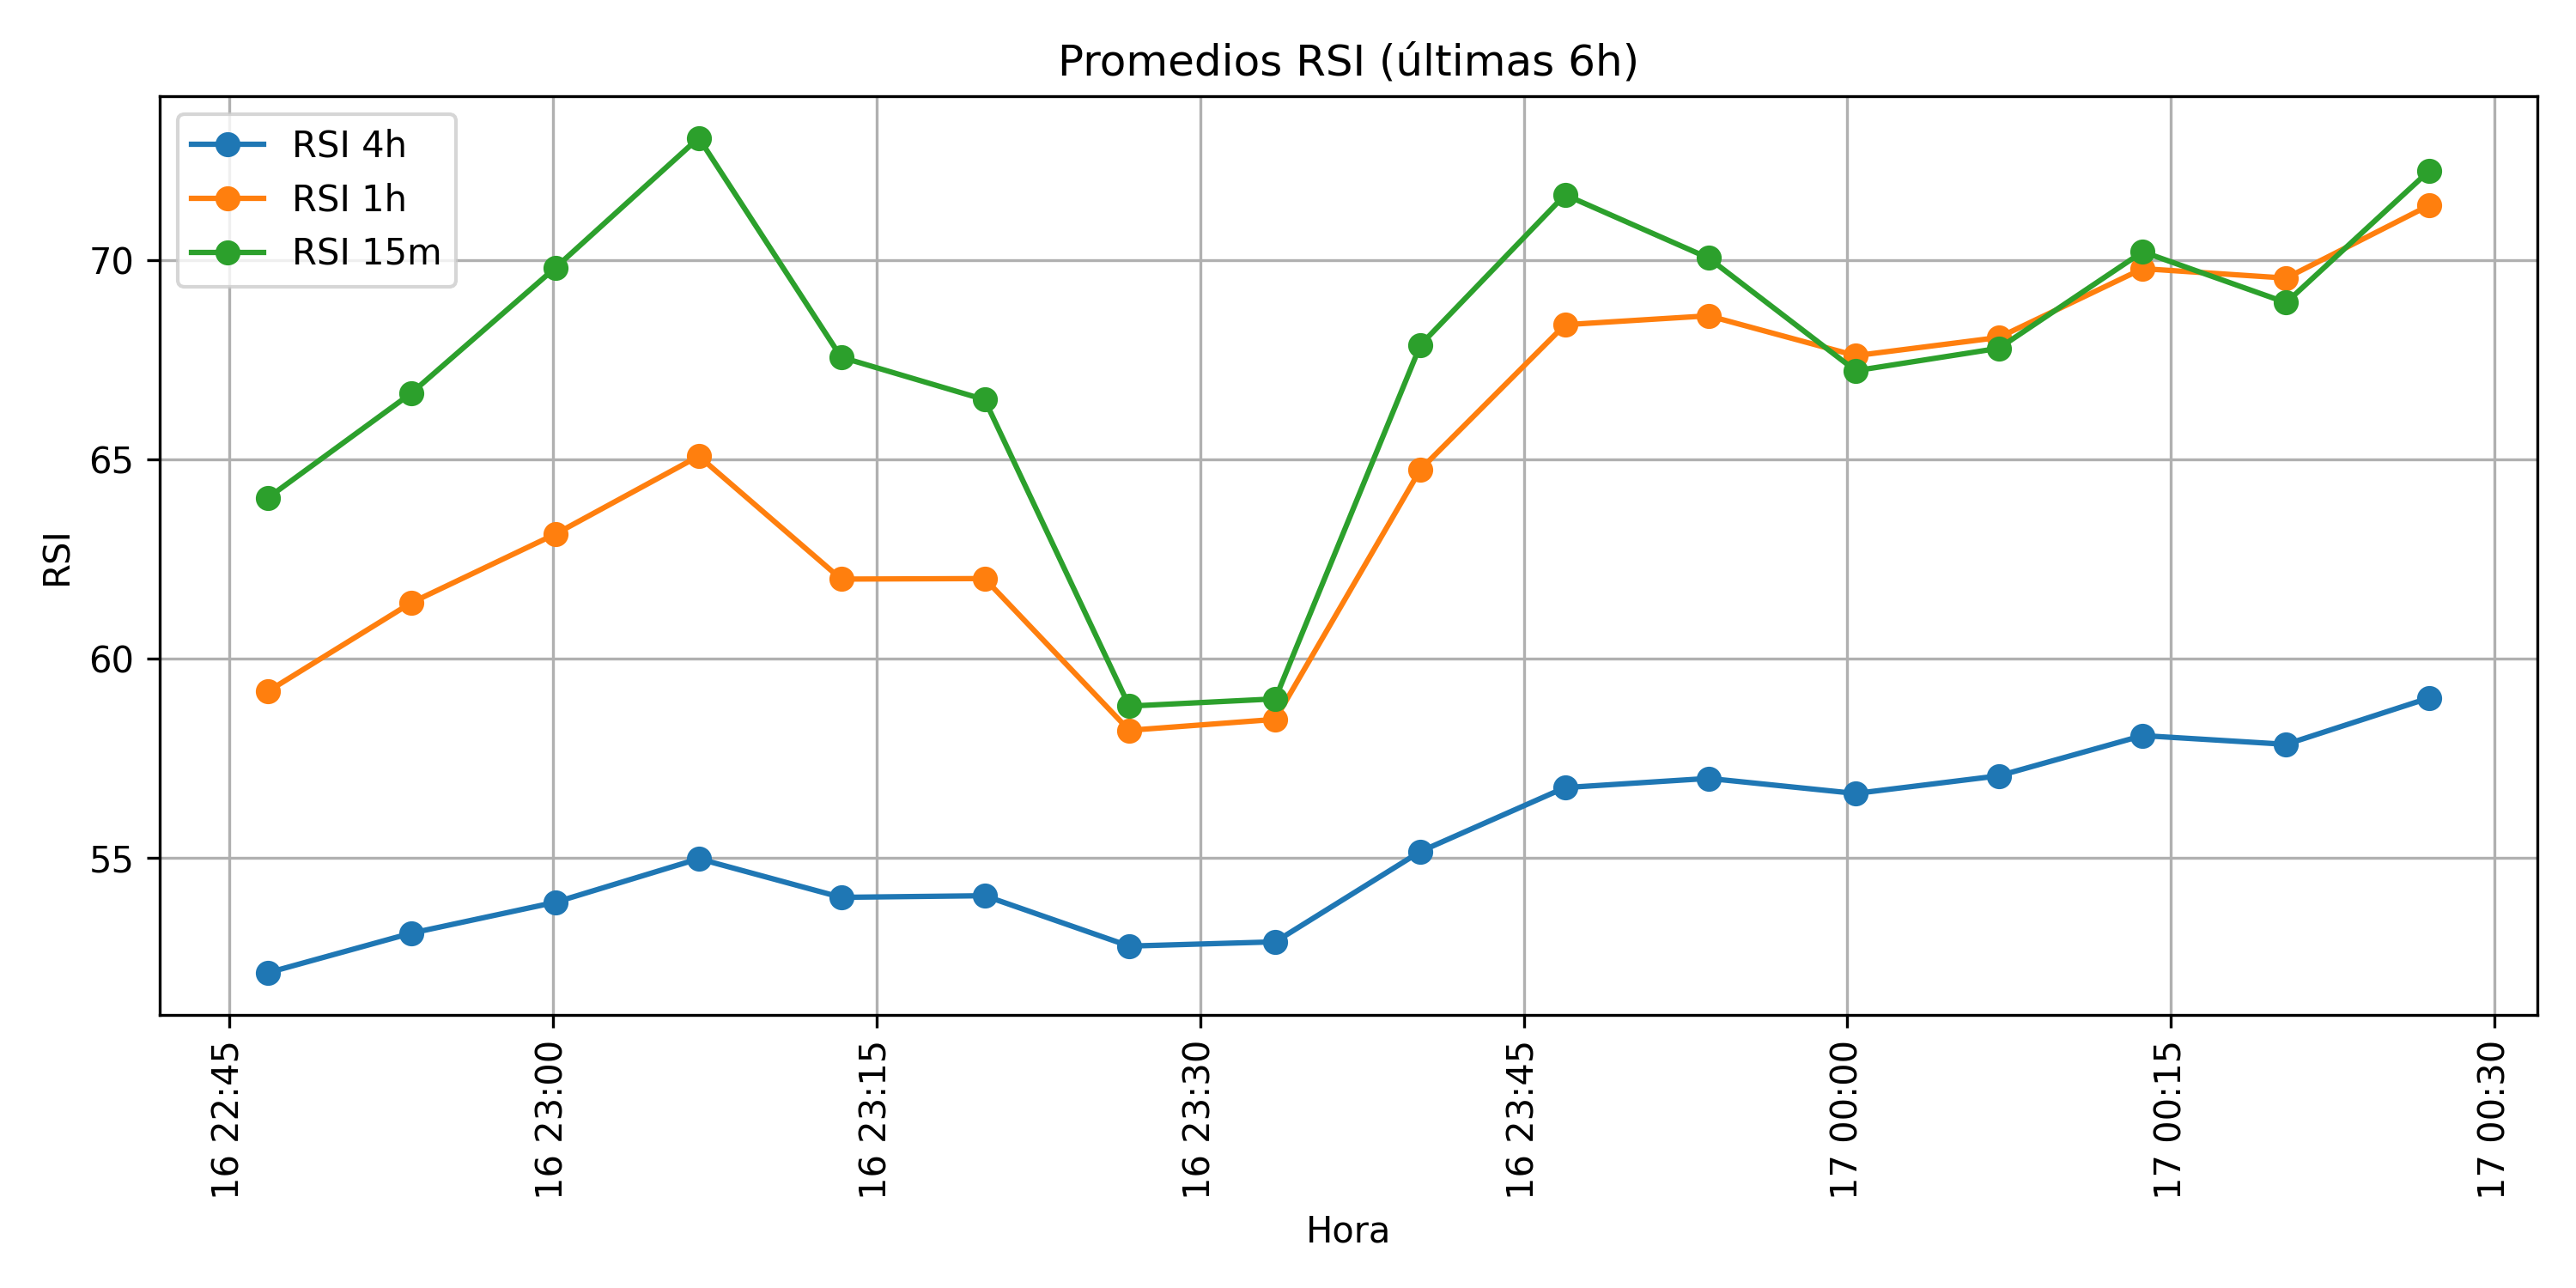 Promedios RSI (últimas 6h)
RSI 4h
RSI 1h
RSI 15m
RSI
70
65
60
55
16 22:45
16 23:00
16 23:15
16 23:30
16 23:45
17 00:00
17 00:15
17 00:30
Hora